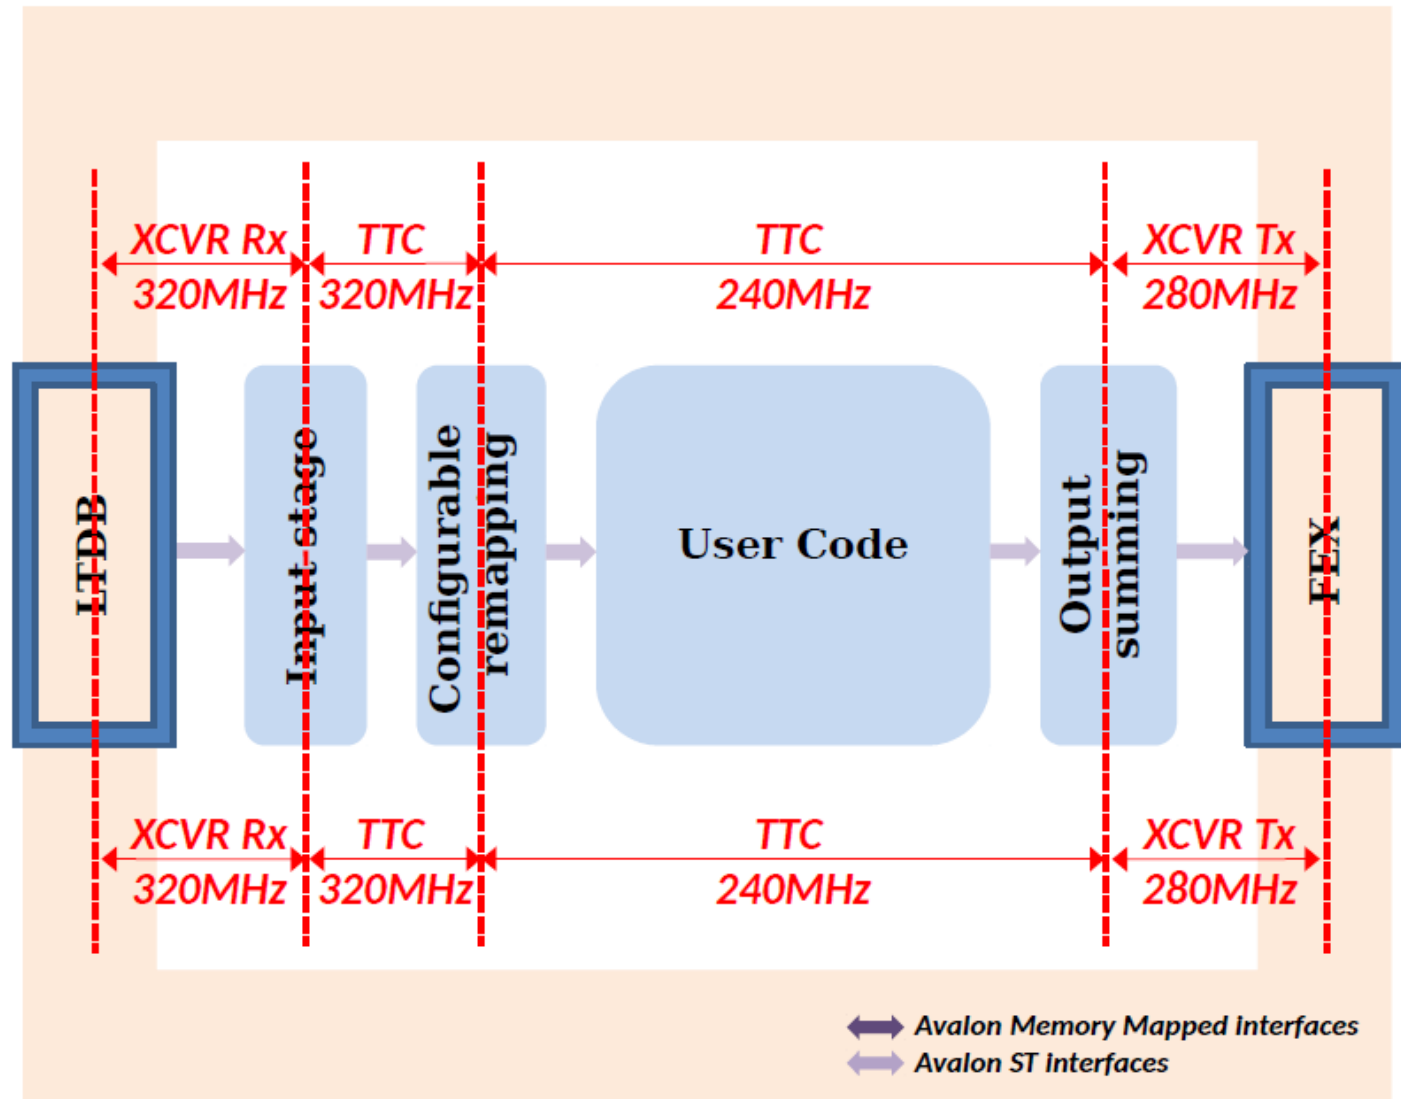 XCVR Rx
320MHz
TTC
320MHz
TTC
240MHz
XCVR Tx
280MHz
LTDB
Input stage
Configurable
remapping
User Code
Output
summing
FEX
XCVR Rx
320MHz
TTC
320MHz
TTC
240MHz
XCVR Tx
280MHz
Avalon Memory Mapped interfaces
Avalon ST interfaces